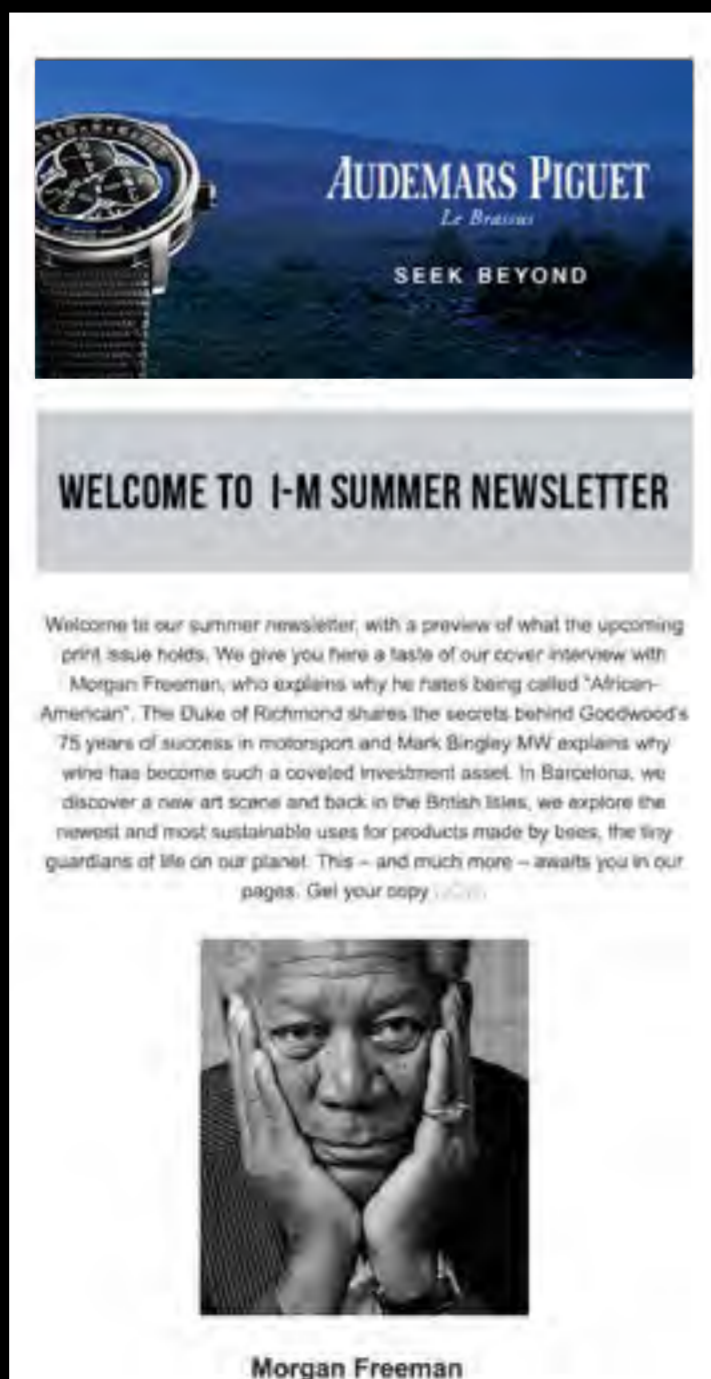 AUDEMARS PIGUET
Le Brassus
SEEK BEYOND
WELCOME TO I-M SUMMER NEWSLETTER
Welcome to our summer newsletter, with a preview of what the upcoming
print issue holds. We give you here a taste of our cover interview with
Morgan Freeman, who explains why he hates being called "African-
American". The Duke of Richmond shares the secrets behind Goodwood's
75 years of success in motorsport and Mark Bingley MW explains why
wine has become such a coveted investment asset. In Barcelona, we
discover a new art scene and back in the British Isles, we explore the
newest and most sustainable uses for products made by bees, the tiny
guardians of life on our planet. This – and much more – awaits you in our
pages. Get your copy
Morgan Freeman